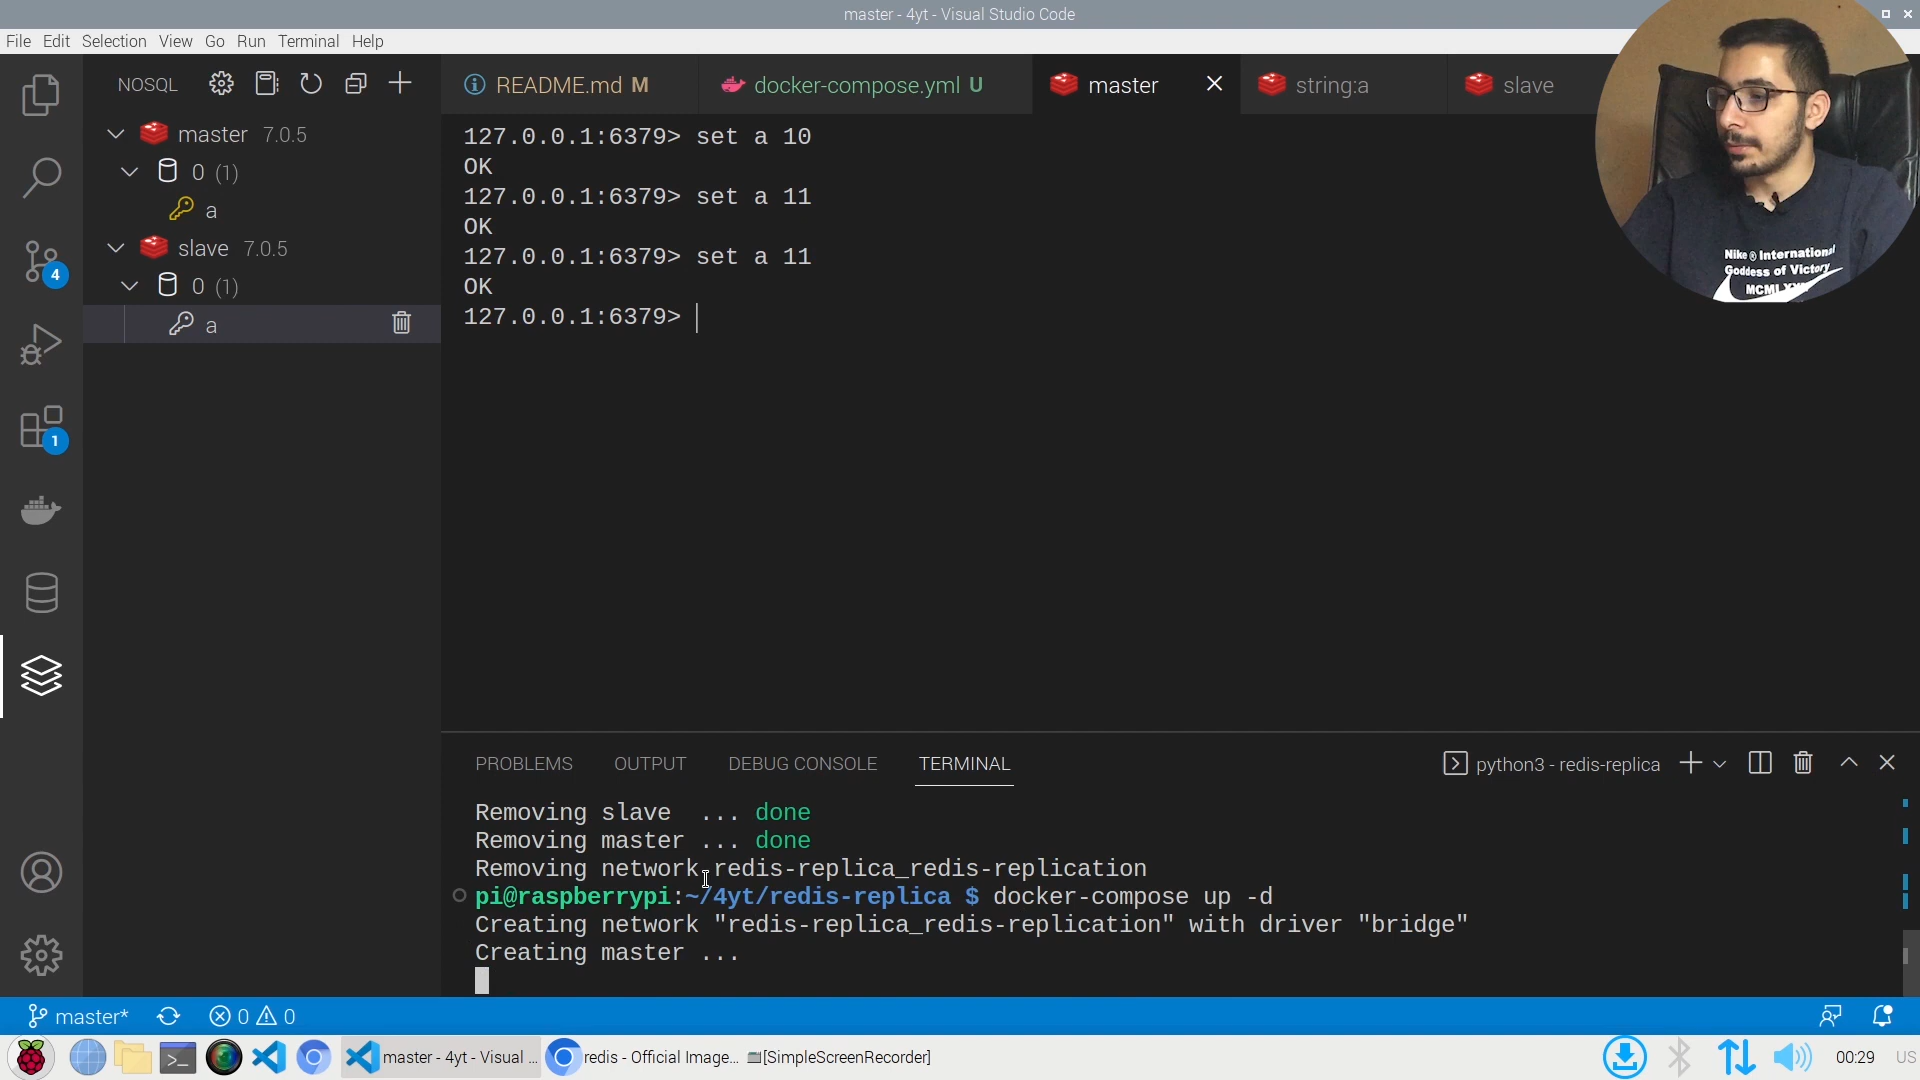 master - 4yt - Visual Studio Code
File Edit Selection View Go Run Terminal Help
NOSQL
README.md M
docker-compose.yml U
master
string:a
slave
master 7.0.5
0 (1)
a
slave 7.0.5
0 (1)
a
4
1
127.0.0.1:6379> set a 10
OK
127.0.0.1:6379> set a 11
OK
127.0.0.1:6379> set a 11
OK
127.0.0.1:6379>
Nike ® International
Goddess of Victory
PROBLEMS OUTPUT DEBUG CONSOLE TERMINAL
python3 - redis-replica
Removing slave  ... done
Removing master ... done
Removing network redis-replica_redis-replication
pi@raspberrypi:~/4yt/redis-replica $ docker-compose up -d
Creating network "redis-replica_redis-replication" with driver "bridge"
Creating master ...
master* 0 0
master - 4yt - Visual ...
redis - Official Image...
[SimpleScreenRecorder]
00:29
US